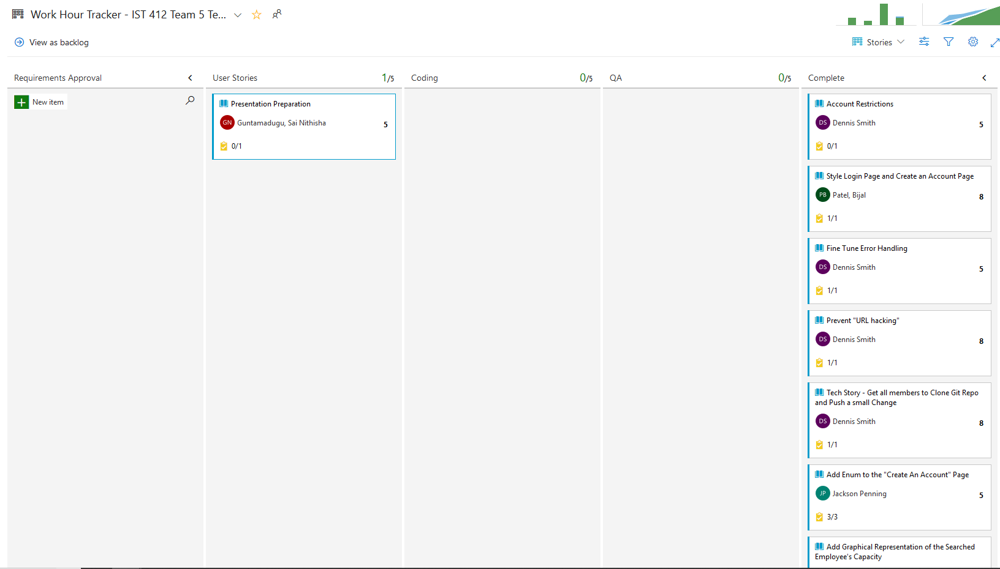 Work Hour Tracker - IST 412 Team 5 Te...
View as backlog
Stories
Requirements Approval
User Stories 1/5
Coding 0/5
QA 0/5
Complete
New item
Presentation Preparation
GN Guntamadugu, Sai Nithisha 5
0/1
Account Restrictions
DS Dennis Smith 5
0/1
Style Login Page and Create an Account Page
PB Patel, Bijal 8
1/1
Fine Tune Error Handling
DS Dennis Smith 5
1/1
Prevent "URL hacking"
DS Dennis Smith 8
1/1
Tech Story - Get all members to Clone Git Repo
and Push a small Change
DS Dennis Smith 8
1/1
Add Enum to the "Create An Account" Page
JP Jackson Penning 5
3/3
Add Graphical Representation of the Searched
Employee's Capacity